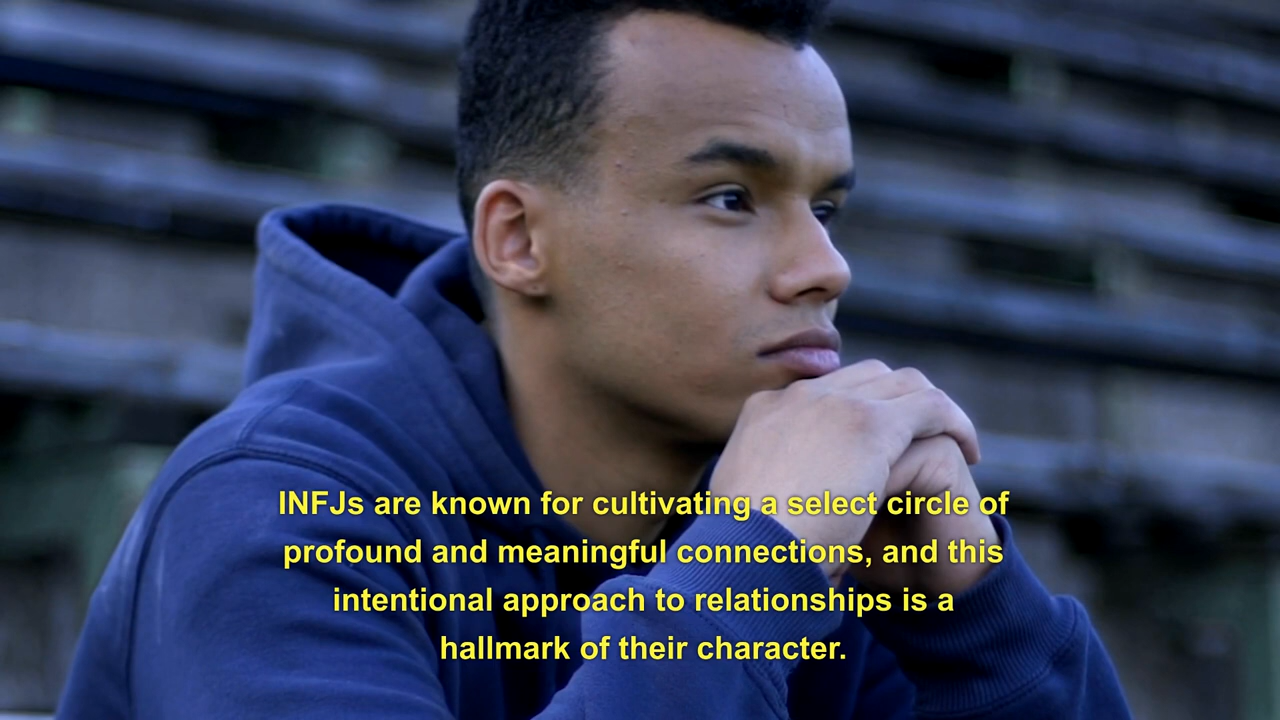 INFJs are known for cultivating a select circle of
profound and meaningful connections, and this
intentional approach to relationships is a
hallmark of their character.